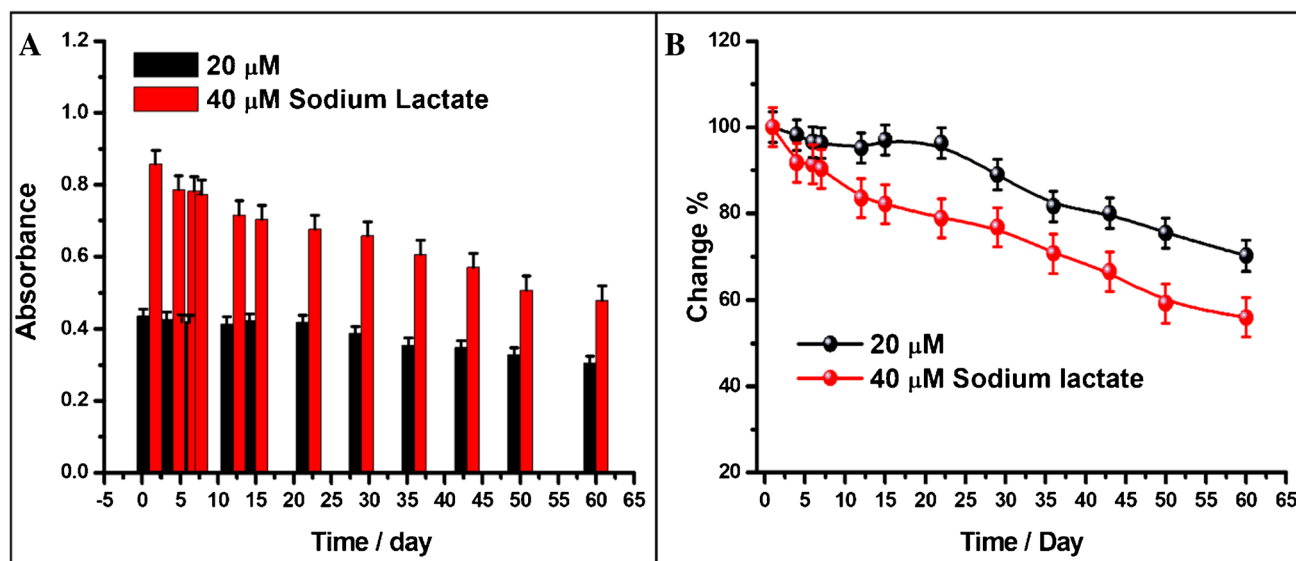 A
20 μM
40 μM Sodium Lactate
Absorbance
1.2
1.0
0.8
0.6
0.4
0.2
0.0
-5 0 5 10 15 20 25 30 35 40 45 50 55 60 65
Time / day
B
Change %
120
100
80
60
40
20
20 μM
40 μM Sodium lactate
0 5 10 15 20 25 30 35 40 45 50 55 60 65
Time / Day